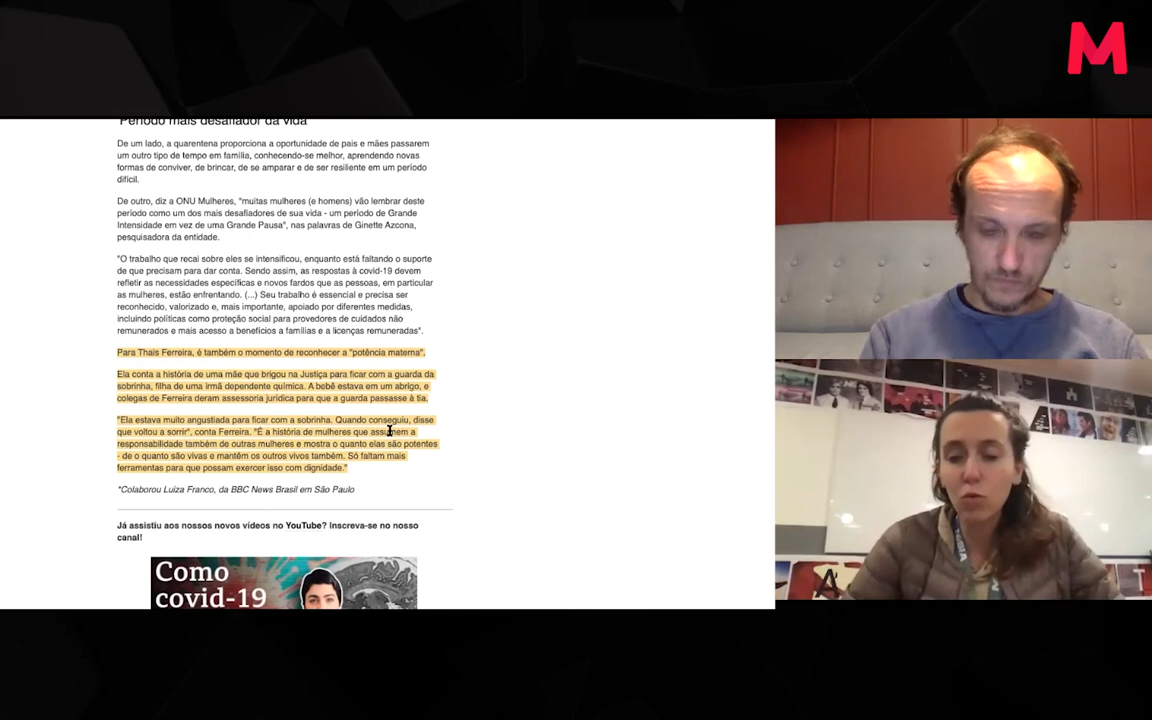 M
Período mais desafiador da vida
De um lado, a quarentena proporciona a oportunidade de pais e mães passarem
um outro tipo de tempo em família, conhecendo-se melhor, aprendendo novas
formas de conviver, de brincar, de se amparar e de ser resiliente em um período
difícil.
De outro, diz a ONU Mulheres, "muitas mulheres (e homens) vão lembrar deste
período como um dos mais desafiadores de sua vida - um período de Grande
Intensidade em vez de uma Grande Pausa", nas palavras de Ginette Azcona,
pesquisadora da entidade.
"O trabalho que recai sobre eles se intensificou, enquanto está faltando o suporte
de que precisam para dar conta. Sendo assim, as respostas à covid-19 devem
refletir as necessidades específicas e novos fardos que as pessoas, em particular
as mulheres, estão enfrentando. (...) Seu trabalho é essencial e precisa ser
reconhecido, valorizado e, mais importante, apoiado por diferentes medidas,
incluindo políticas como proteção social para provedores de cuidados não
remunerados e mais acesso a benefícios a famílias e a licenças remuneradas".
Para Thais Ferreira, é também o momento de reconhecer a "potência materna".
Ela conta a história de uma mãe que brigou na Justiça para ficar com a guarda da
sobrinha, filha de uma irmã dependente química. A bebê estava em um abrigo, e
colegas de Ferreira deram assessoria jurídica para que a guarda passasse à tia.
"Ela estava muito angustiada para ficar com a sobrinha. Quando conseguiu, disse
que voltou a sorrir", conta Ferreira. "É a história de mulheres que assumem a
responsabilidade também de outras mulheres e mostra o quanto elas são potentes
- de o quanto são vivas e mantêm os outros vivos também. Só faltam mais
ferramentas para que possam exercer isso com dignidade."
*Colaborou Luiza Franco, da BBC News Brasil em São Paulo
Já assistiu aos nossos novos vídeos no YouTube? Inscreva-se no nosso
canal!
Como
covid-19